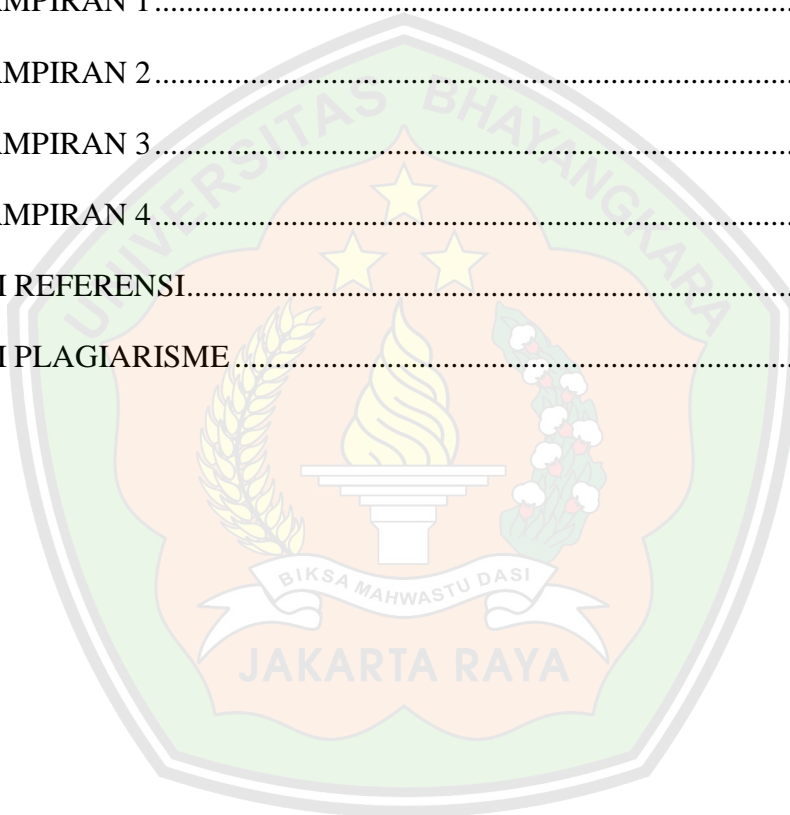 AMPIRAN 1................................................................................
AMPIRAN 2................................................................................
AMPIRAN 3................................................................................
AMPIRAN 4................................................................................
I REFERENSI............................................................................
I PLAGIARISME......................................................................
UNIVERSITAS BHAYANGKARA
BIKSA MAHWASTU DASI
JAKARTA RAYA